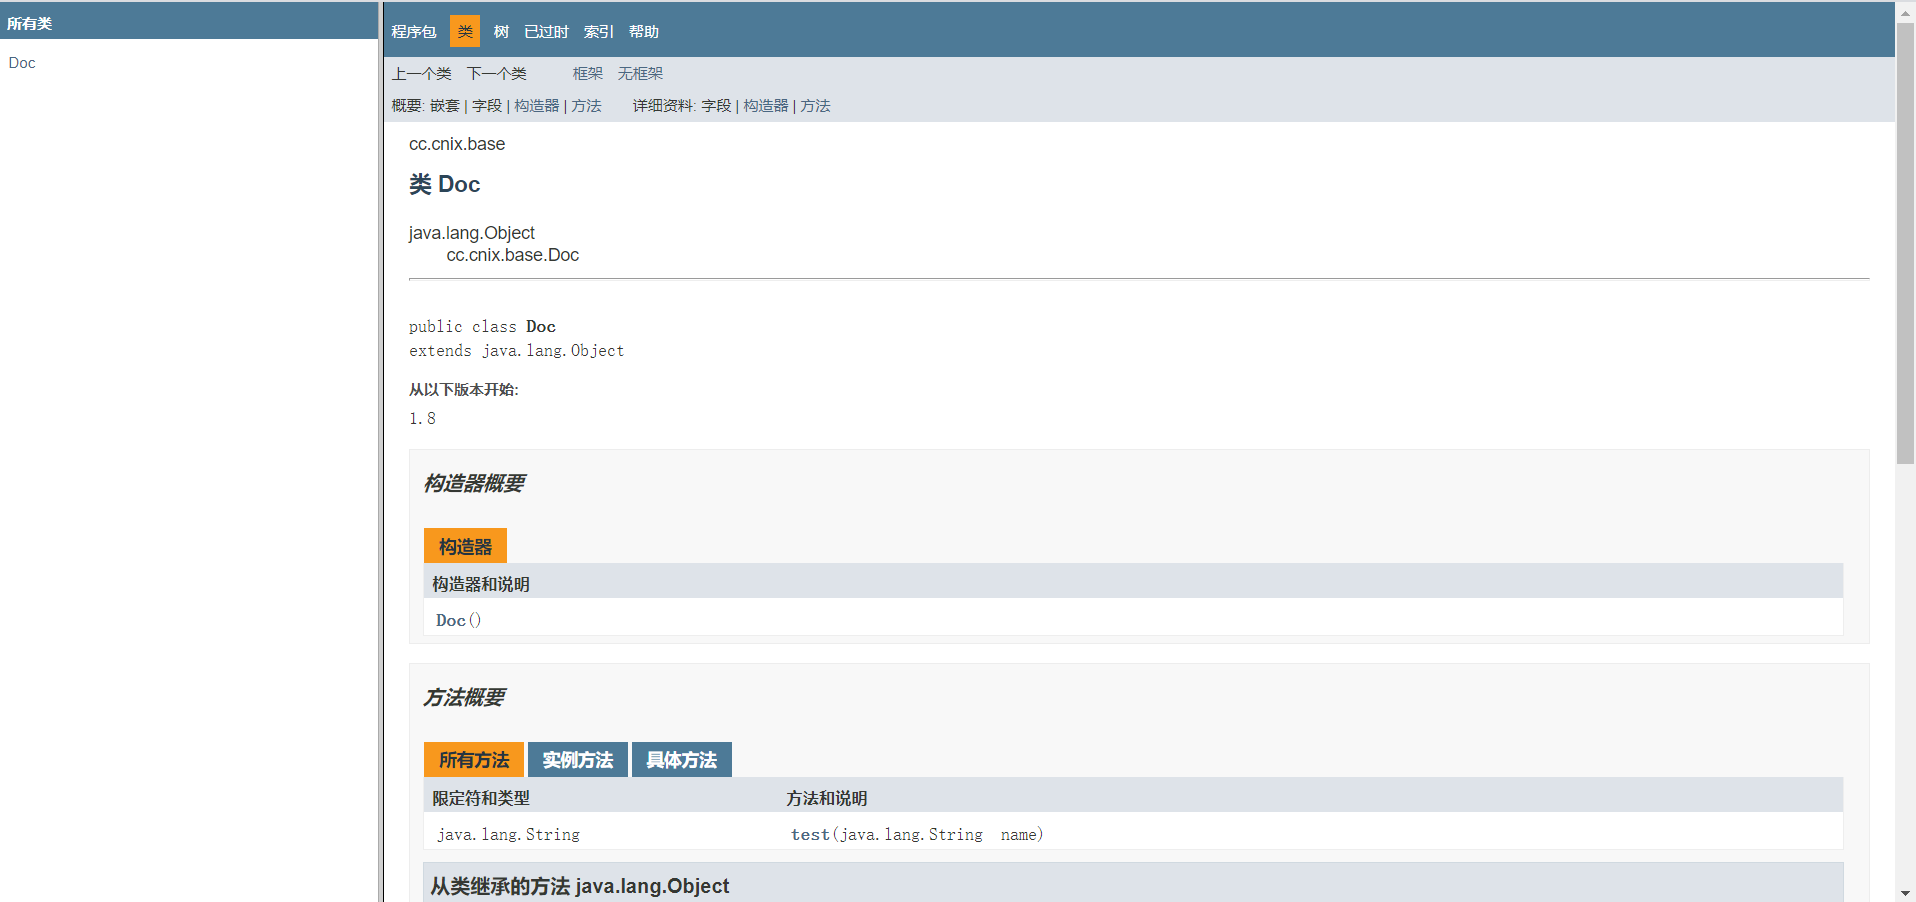 所有类
Doc
程序包 类 树 已过时 索引 帮助
上一个类 下一个类 框架 无框架
概要: 嵌套 | 字段 | 构造器 | 方法 详细资料: 字段 | 构造器 | 方法
cc.cnix.base
类 Doc
java.lang.Object
cc.cnix.base.Doc
public class Doc
extends java.lang.Object
从以下版本开始:
1.8
构造器概要
构造器
构造器和说明
Doc()
方法概要
所有方法 实例方法 具体方法
限定符和类型 方法和说明
java.lang.String test(java.lang.String name)
从类继承的方法 java.lang.Object